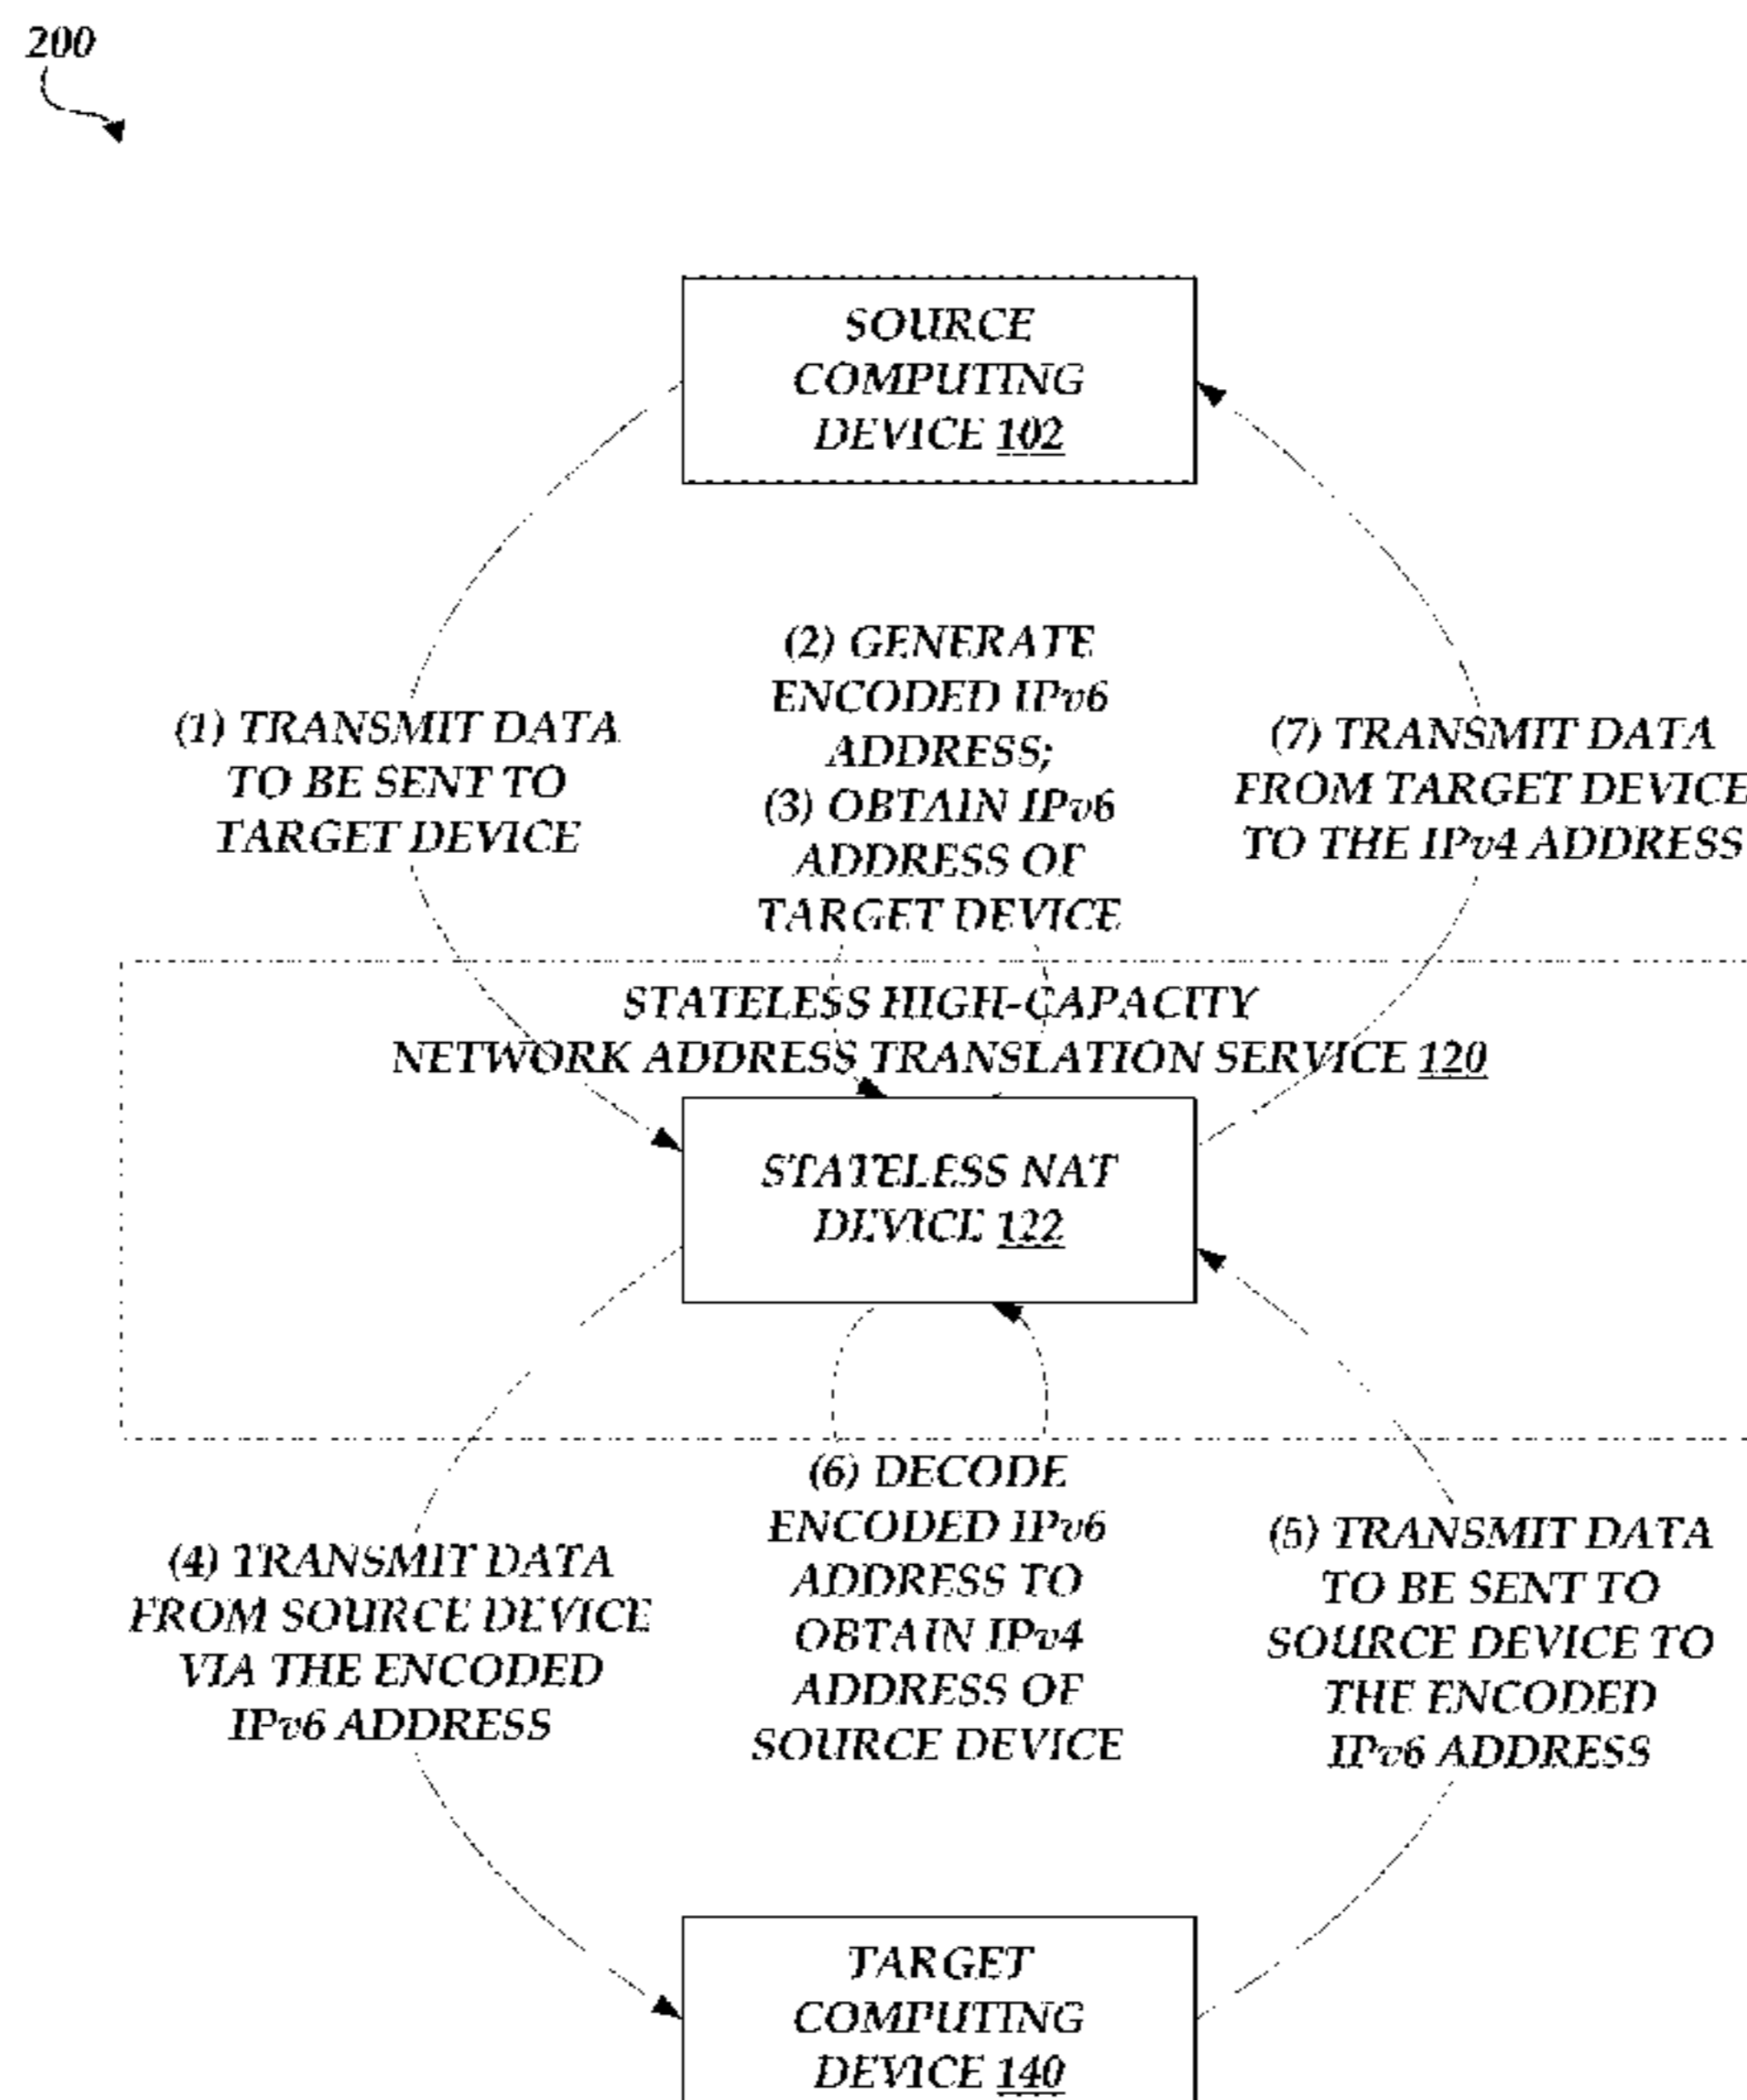 200
SOURCE
COMPUTING
DEVICE 102
(1) TRANSMIT DATA
TO BE SENT TO
TARGET DEVICE
(2) GENERATE
ENCODED IPv6
ADDRESS;
(3) OBTAIN IPv6
ADDRESS OF
TARGET DEVICE
(7) TRANSMIT DATA
FROM TARGET DEVICE
TO THE IPv4 ADDRESS
STATELESS HIGH-CAPACITY
NETWORK ADDRESS TRANSLATION SERVICE 120
STATELESS NAT
DEVICE 122
(4) TRANSMIT DATA
FROM SOURCE DEVICE
VIA THE ENCODED
IPv6 ADDRESS
(6) DECODE
ENCODED IPv6
ADDRESS TO
OBTAIN IPv4
ADDRESS OF
SOURCE DEVICE
(5) TRANSMIT DATA
TO BE SENT TO
SOURCE DEVICE TO
THE ENCODED
IPv6 ADDRESS
TARGET
COMPUTING
DEVICE 140